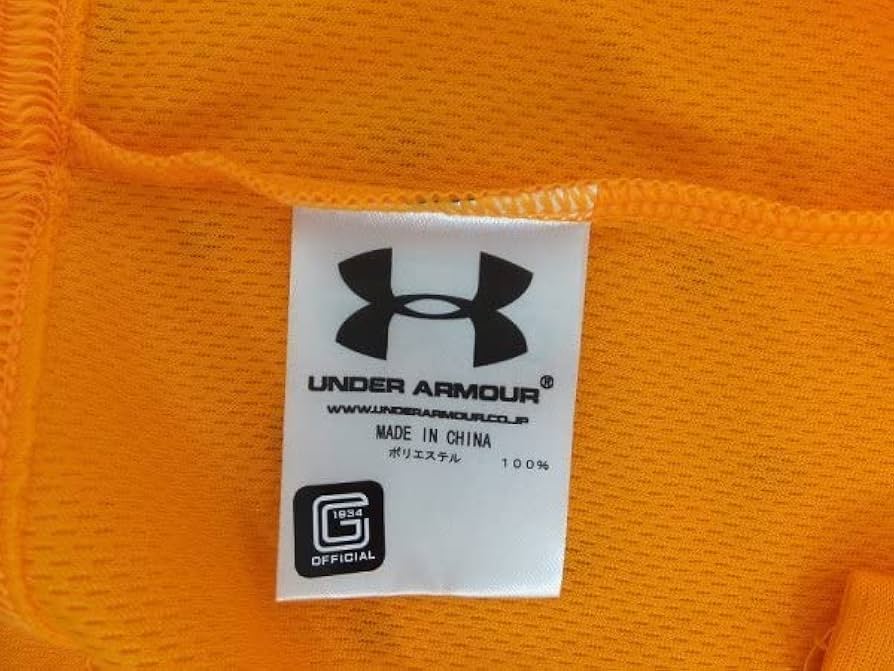 UNDER ARMOUR®
WWW.UNDERARMOUR.CO.JP
MADE IN CHINA
ポリエステル 100%
G
1934
OFFICIAL